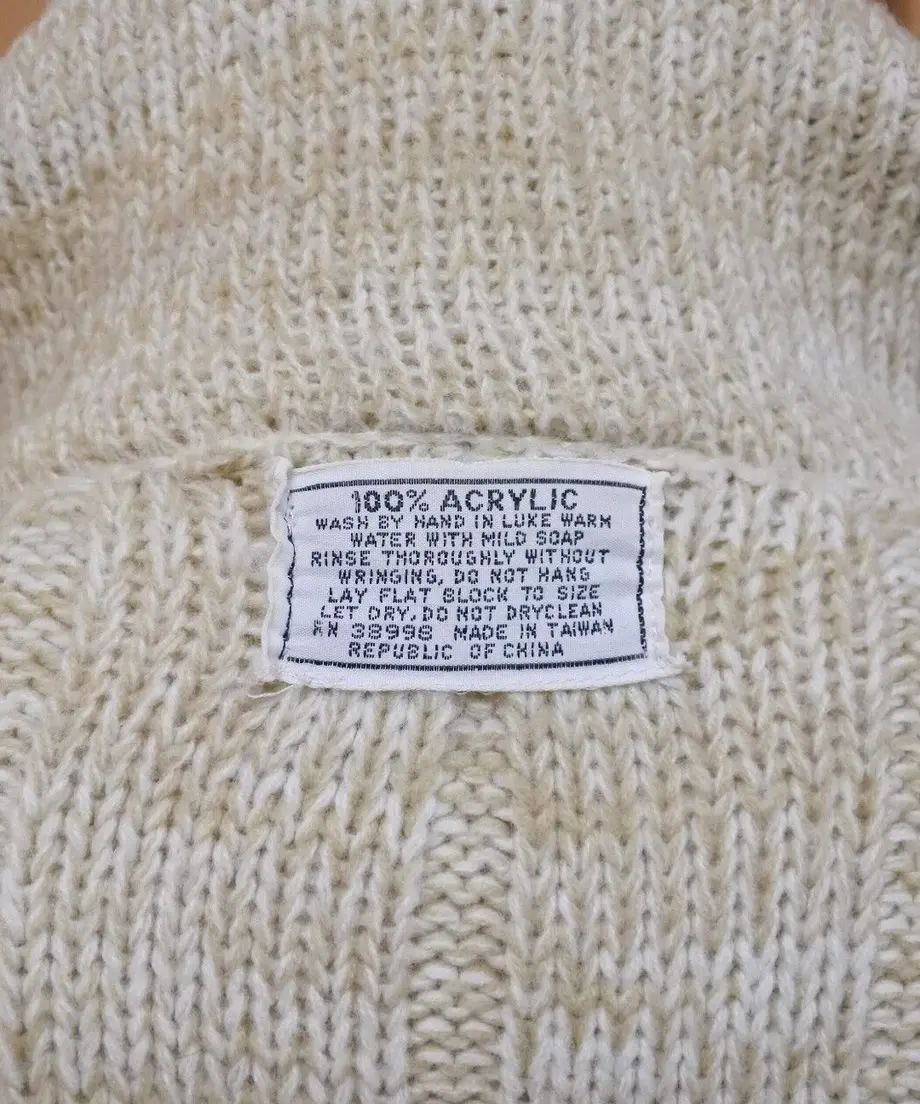 100% ACRYLIC
WASH BY HAND IN LUKE WARM
WATER WITH MILD SOAP
RINSE THOROUGHLY WITHOUT
WRINGING, DO NOT HANG
LAY FLAT BLOCK TO SIZE
LET DRY, DO NOT DRYCLEAN
RN 38998 MADE IN TAIWAN
REPUBLIC OF CHINA